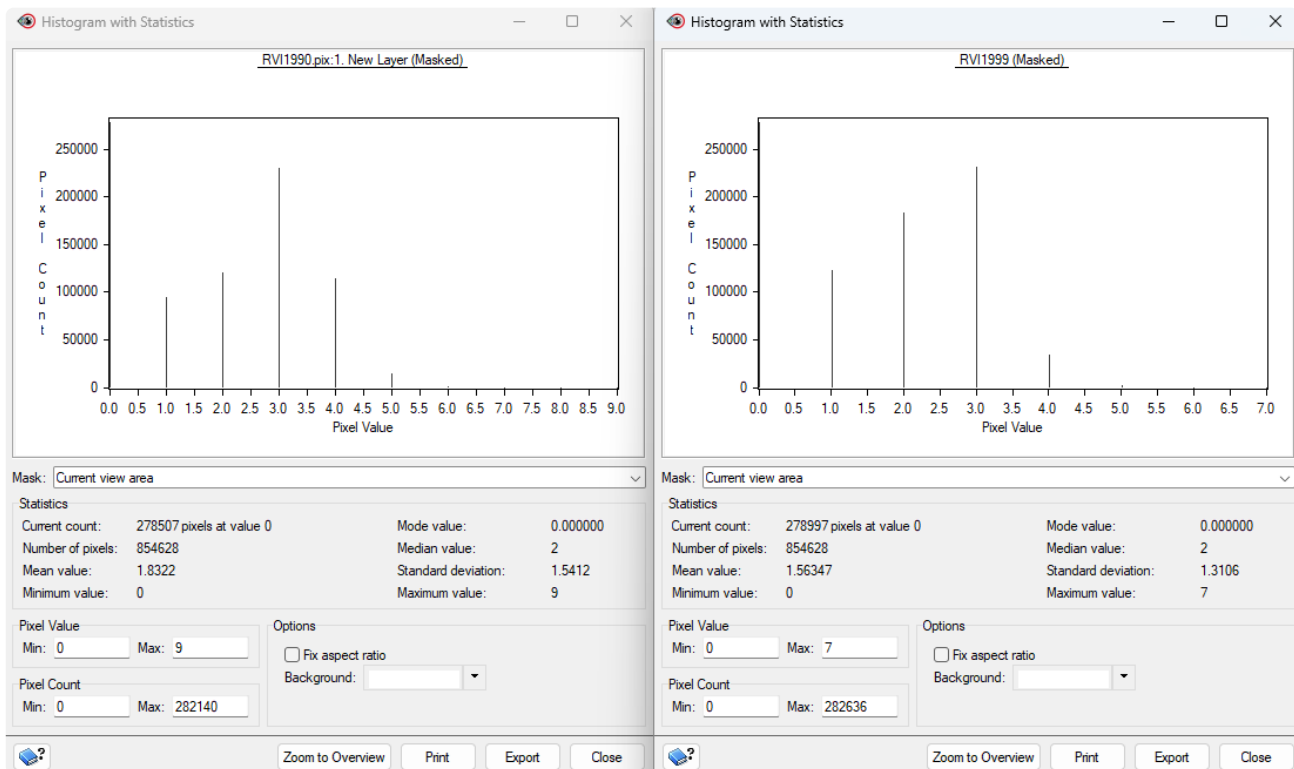 Histogram with Statistics
RVI1990.pix:1. New Layer (Masked)
Pixel Count
250000
200000
150000
100000
50000
0
0.0 0.5 1.0 1.5 2.0 2.5 3.0 3.5 4.0 4.5 5.0 5.5 6.0 6.5 7.0 7.5 8.0 8.5 9.0
Pixel Value
Mask: Current view area
Statistics
Current count: 278507 pixels at value 0 Mode value: 0.000000
Number of pixels: 854628 Median value: 2
Mean value: 1.8322 Standard deviation: 1.5412
Minimum value: 0 Maximum value: 9
Pixel Value Options
Min: 0 Max: 9 Fix aspect ratio
Pixel Count Background:
Min: 0 Max: 282140
? Zoom to Overview Print Export Close
Histogram with Statistics
RVI1999 (Masked)
Pixel Count
250000
200000
150000
100000
50000
0
0.0 0.5 1.0 1.5 2.0 2.5 3.0 3.5 4.0 4.5 5.0 5.5 6.0 6.5 7.0
Pixel Value
Mask: Current view area
Statistics
Current count: 278997 pixels at value 0 Mode value: 0.000000
Number of pixels: 854628 Median value: 2
Mean value: 1.56347 Standard deviation: 1.3106
Minimum value: 0 Maximum value: 7
Pixel Value Options
Min: 0 Max: 7 Fix aspect ratio
Pixel Count Background:
Min: 0 Max: 282636
? Zoom to Overview Print Export Close